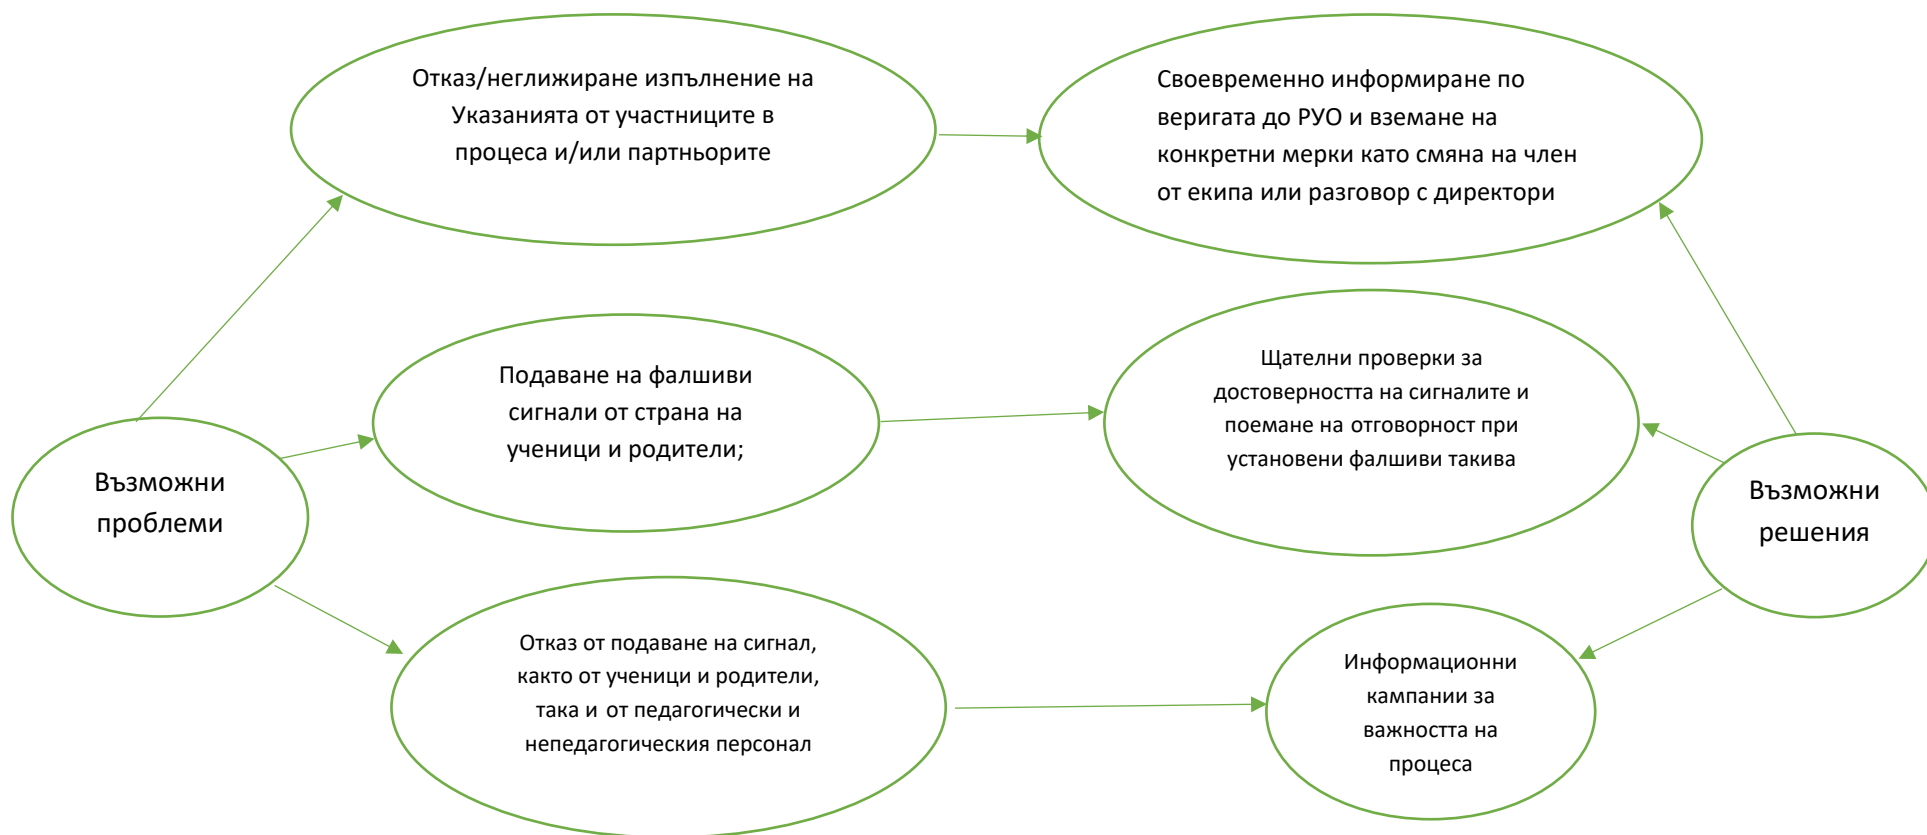 Отказ/неглижиране изпълнение на
Указанията от участниците в
процеса и/или партньорите
Своевременно информиране по
веригата до РУО и вземане на
конкретни мерки като смяна на член
от екипа или разговор с директори
Подаване на фалшиви
сигнали от страна на
ученици и родители;
Щателни проверки за
достоверността на сигналите и
поемане на отговорност при
установени фалшиви такива
Възможни
проблеми
Възможни
решения
Отказ от подаване на сигнал,
както от ученици и родители,
така и от педагогически и
непедагогическия персонал
Информационни
кампании за
важността на
процеса